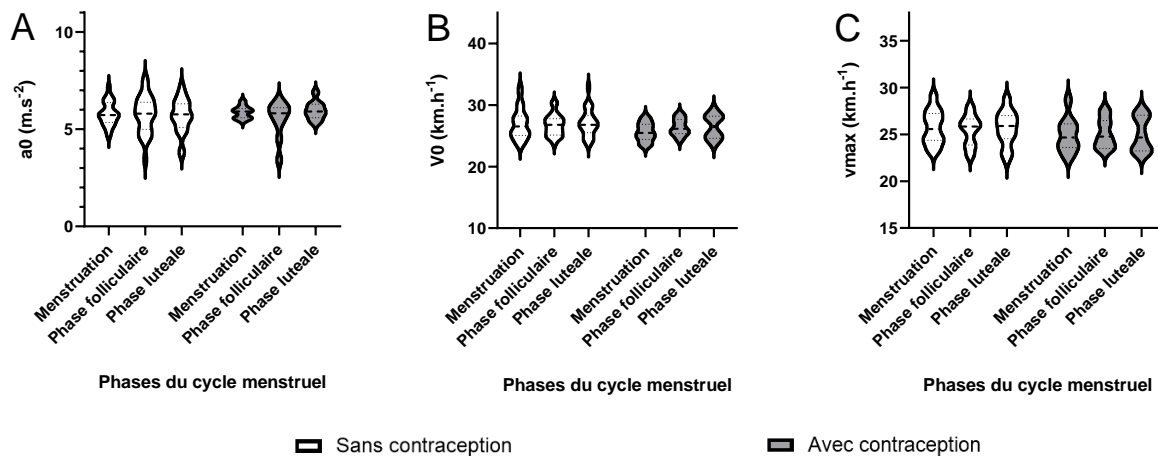 A
a0 (m.s⁻²)
10
5
0
Menstruation
Phase folliculaire
Phase luteale
Menstruation
Phase folliculaire
Phase luteale
Phases du cycle menstruel
B
V0 (km.h⁻¹)
40
30
20
10
Menstruation
Phase folliculaire
Phase luteale
Menstruation
Phase folliculaire
Phase luteale
Phases du cycle menstruel
C
vmax (km.h⁻¹)
35
30
25
20
15
Menstruation
Phase folliculaire
Phase luteale
Menstruation
Phase folliculaire
Phase luteale
Phases du cycle menstruel
Sans contraception
Avec contraception